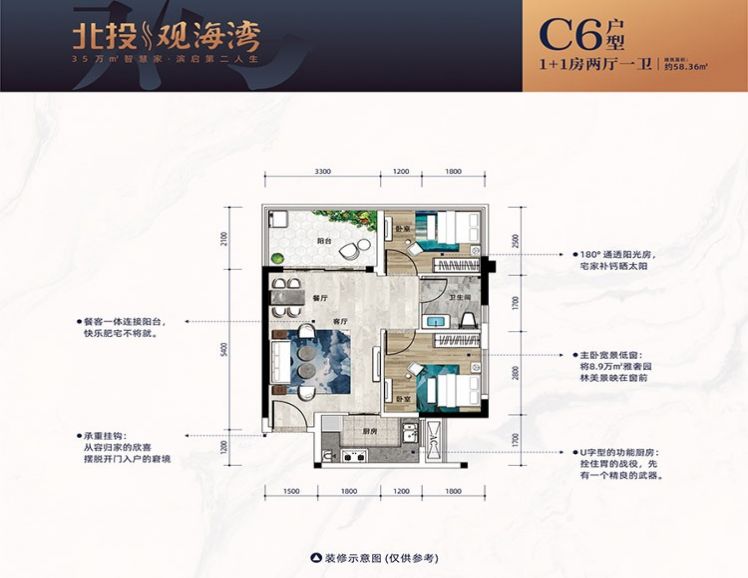 北投观海湾
35万㎡智慧家·滨启第二人生
C6户型
1+1房两厅一卫 建筑面积:约58.36㎡
3300 1200 1800
2100
5400
1200
2500
1700
2800
1700
阳台
卧室
餐厅
客厅
卫生间
卧室
厨房
AC
餐客一体连接阳台,
快乐肥宅不将就。
承重挂钩:
从容归家的欣喜
摆脱开门入户的窘境
180° 通透阳光房,
宅家补钙晒太阳
主卧宽景低窗:
将8.9万㎡雅奢园
林美景映在窗前
U字型的功能厨房:
拴住胃的战役,先
有一个精良的武器。
1500 1800 1200 1800
装修示意图 (仅供参考)